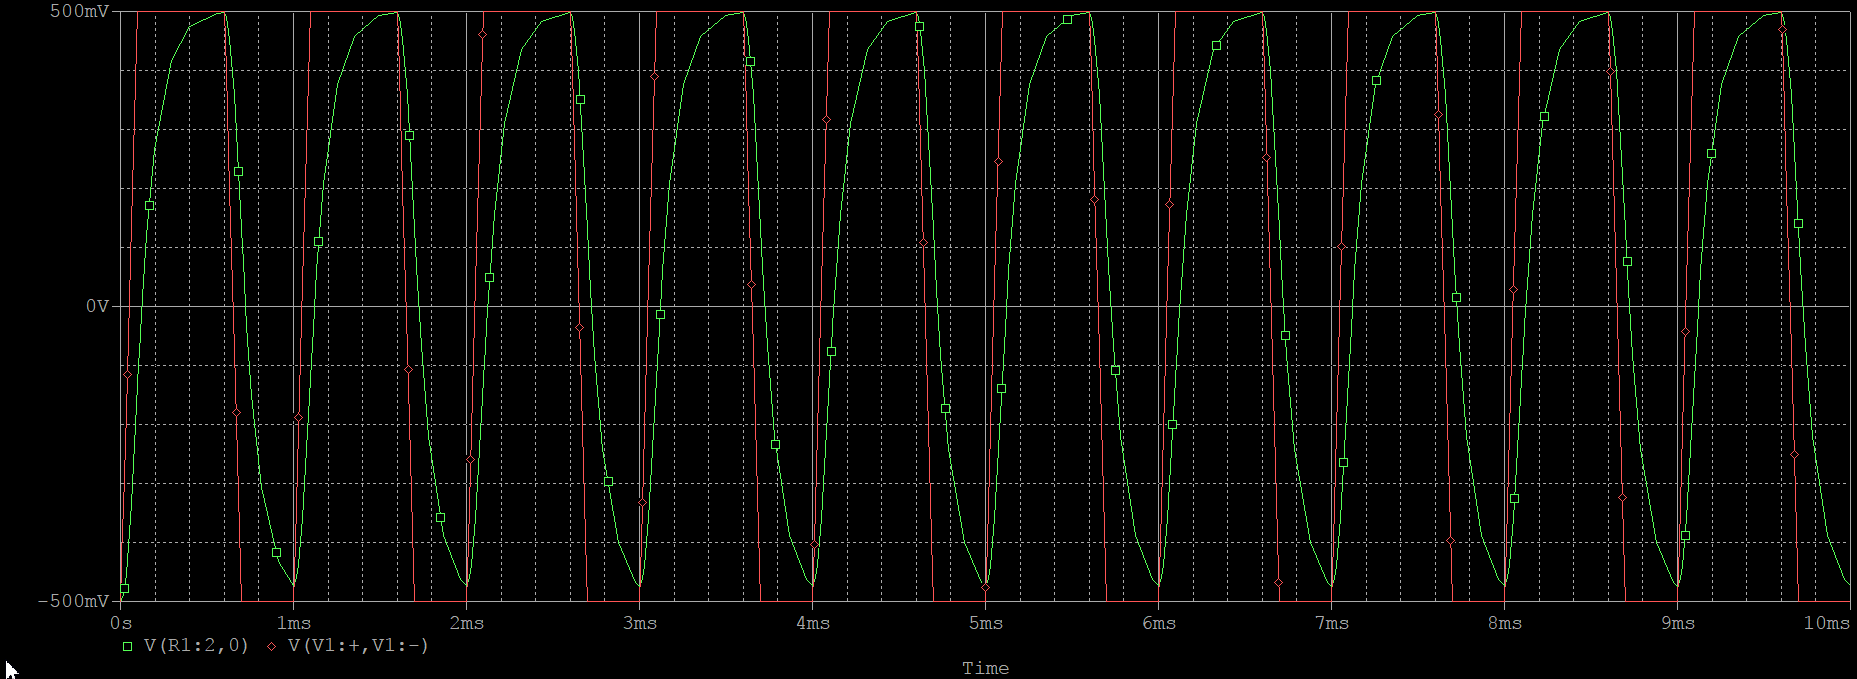 500mV
0V
-500mV
0s 1ms 2ms 3ms 4ms 5ms 6ms 7ms 8ms 9ms 10ms
V(R1:2,0) V(V1:+,V1:-)
Time